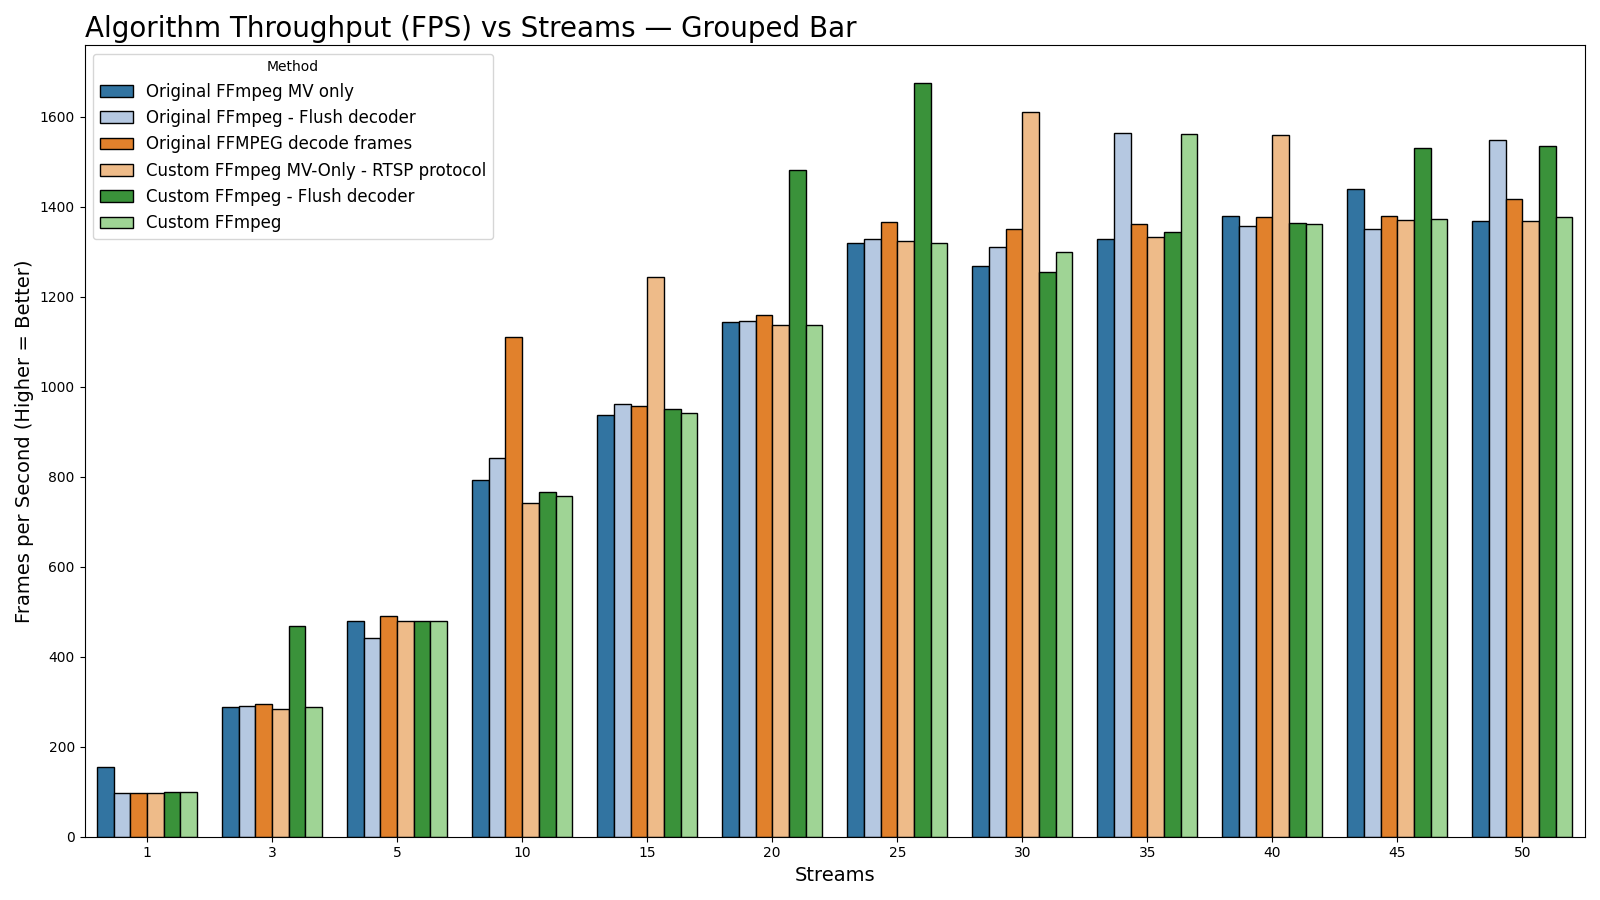 Algorithm Throughput (FPS) vs Streams — Grouped Bar
Method
Original FFmpeg MV only
Original FFmpeg - Flush decoder
Original FFMPEG decode frames
Custom FFmpeg MV-Only - RTSP protocol
Custom FFmpeg - Flush decoder
Custom FFmpeg
Frames per Second (Higher = Better)
1600
1400
1200
1000
800
600
400
200
0
1 3 5 10 15 20 25 30 35 40 45 50
Streams